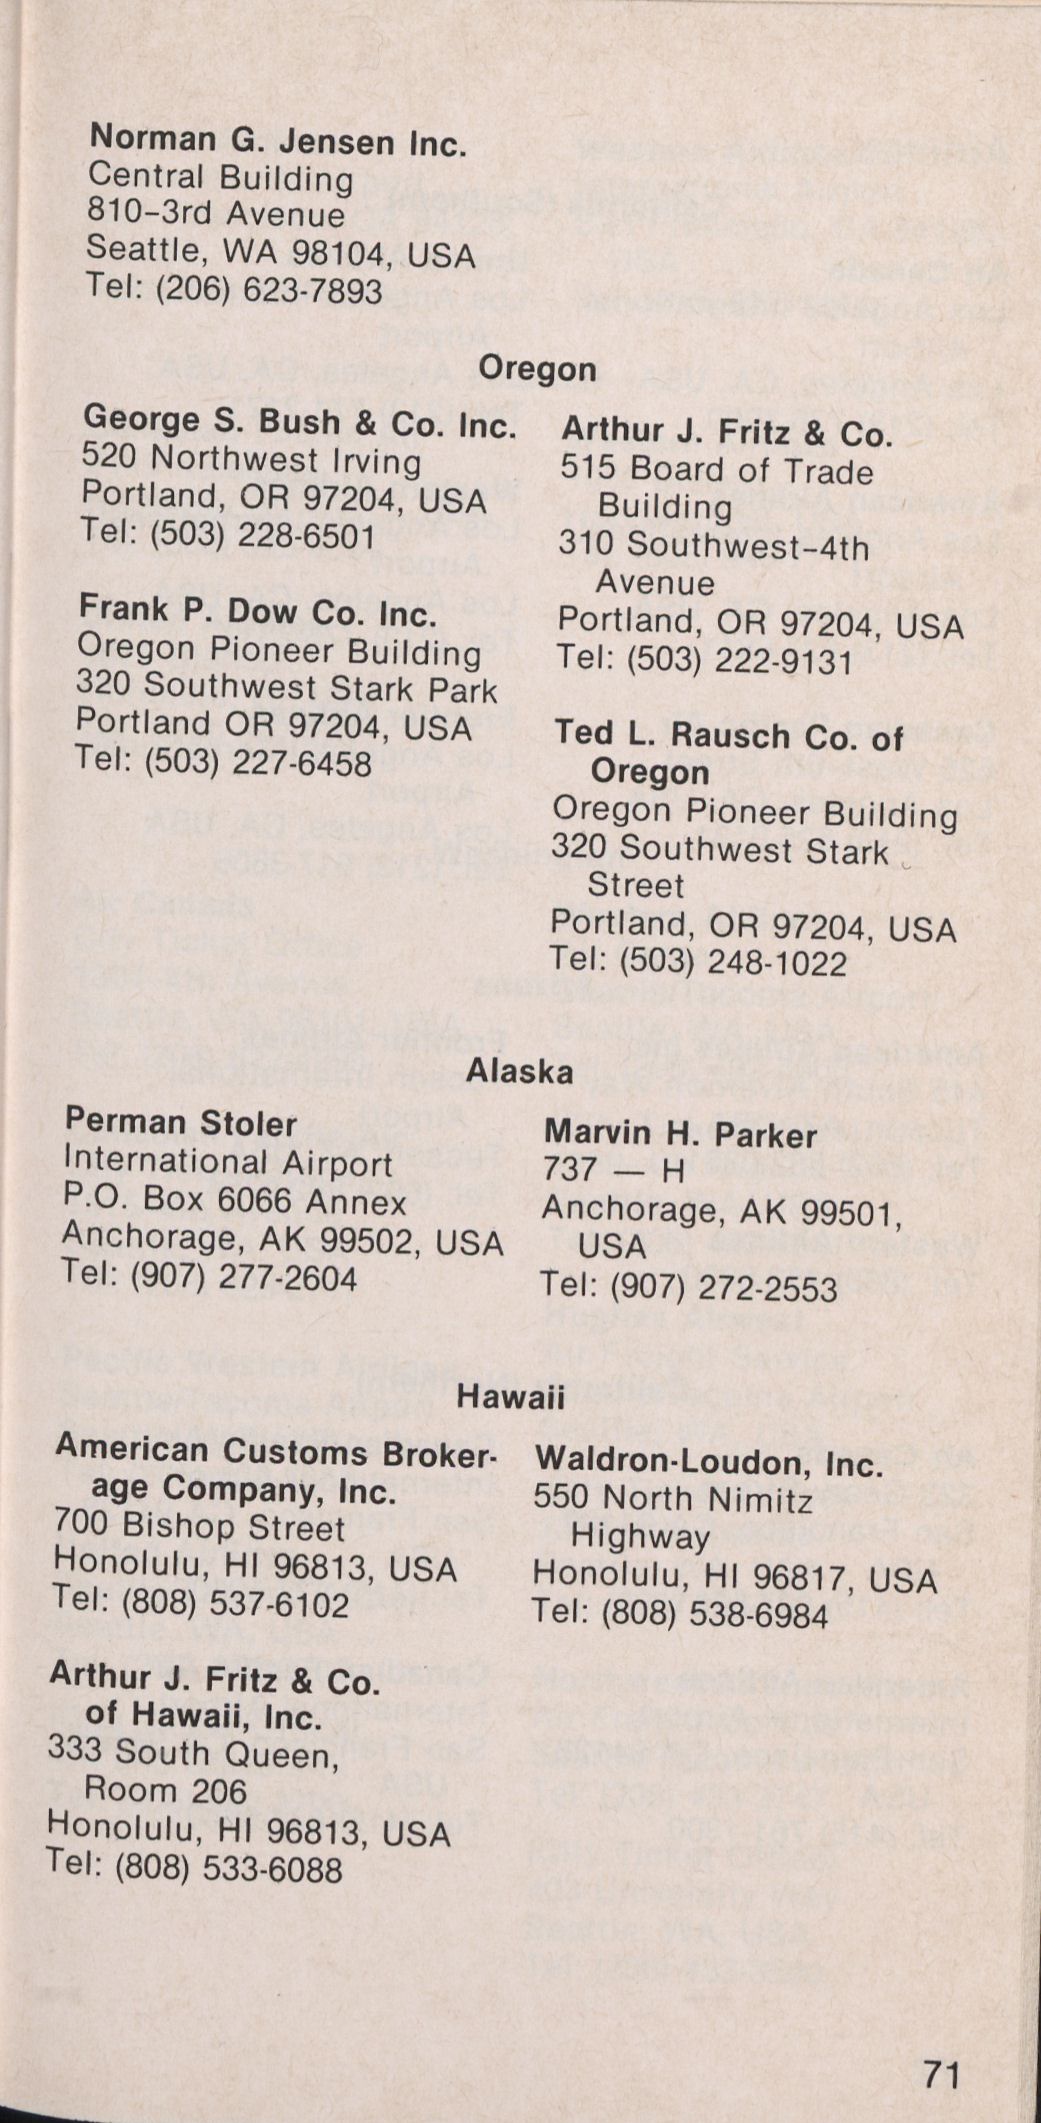 Norman G. Jensen Inc.
Central Building
810-3rd Avenue
Seattle, WA 98104, USA
Tel: (206) 623-7893
Oregon
George S. Bush & Co. Inc.
520 Northwest Irving
Portland, OR 97204, USA
Tel: (503) 228-6501
Frank P. Dow Co. Inc.
Oregon Pioneer Building
320 Southwest Stark Park
Portland OR 97204, USA
Tel: (503) 227-6458
Arthur J. Fritz & Co.
515 Board of Trade
Building
310 Southwest-4th
Avenue
Portland, OR 97204, USA
Tel: (503) 222-9131
Ted L. Rausch Co. of
Oregon
Oregon Pioneer Building
320 Southwest Stark
Street
Portland, OR 97204, USA
Tel: (503) 248-1022
Alaska
Perman Stoler
International Airport
P.O. Box 6066 Annex
Anchorage, AK 99502, USA
Tel: (907) 277-2604
Marvin H. Parker
737 — H
Anchorage, AK 99501,
USA
Tel: (907) 272-2553
Hawaii
American Customs Broker-
age Company, Inc.
700 Bishop Street
Honolulu, HI 96813, USA
Tel: (808) 537-6102
Arthur J. Fritz & Co.
of Hawaii, Inc.
333 South Queen,
Room 206
Honolulu, HI 96813, USA
Tel: (808) 533-6088
Waldron-Loudon, Inc.
550 North Nimitz
Highway
Honolulu, HI 96817, USA
Tel: (808) 538-6984
71